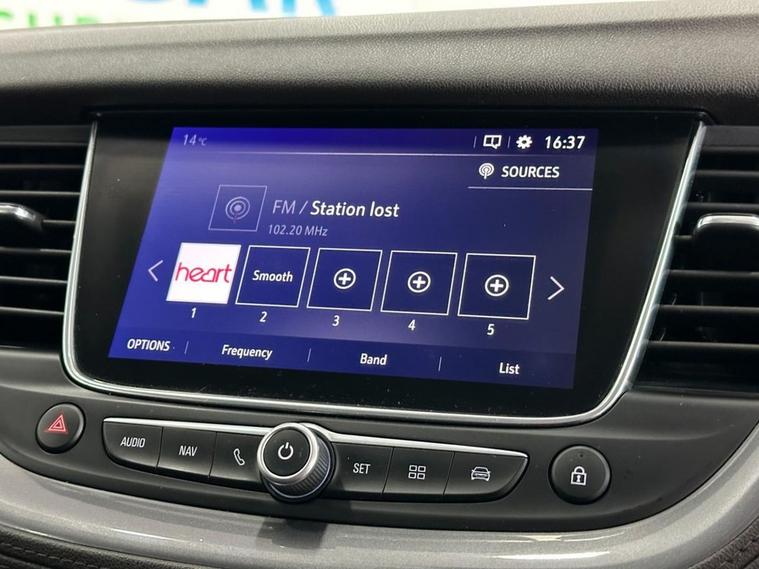 14°C
16:37
SOURCES
FM / Station lost
102.20 MHz
heart
Smooth
1
2
3
4
5
OPTIONS
Frequency
Band
List
AUDIO
NAV
SET